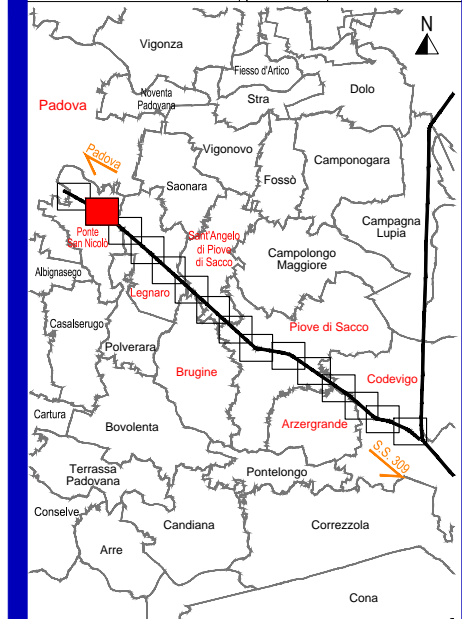 N
Vigonza
Fiesso d'Artico
Dolo
Noventa
Padovana
Stra
Padova
Padova
Vigonovo
Camponogara
Saonara
Fossò
Campagna
Lupia
Ponte
San Nicolò
Sant'Angelo
di Piove
di Sacco
Campolongo
Maggiore
Albignasego
Legnaro
Casalserugo
Piove di Sacco
Polverara
Brugine
Codevigo
Cartura
Bovolenta
Arzergrande
S.S. 309
Terrassa
Padovana
Pontelongo
Conselve
Candiana
Correzzola
Arre
Cona